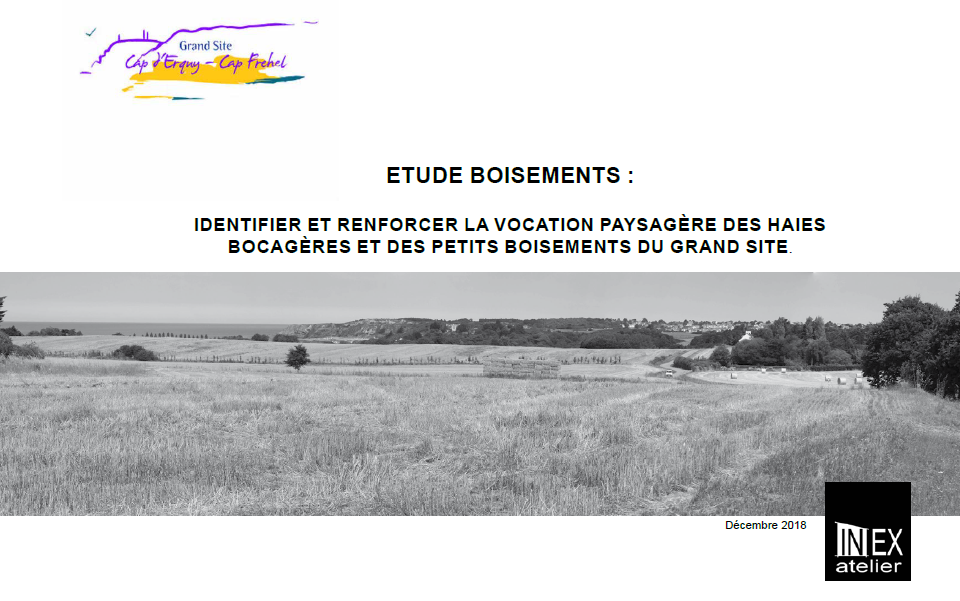 Grand Site
Cap d'Erquy – Cap Fréhel
ETUDE BOISEMENTS :
IDENTIFIER ET RENFORCER LA VOCATION PAYSAGÈRE DES HAIES
BOCAGÈRES ET DES PETITS BOISEMENTS DU GRAND SITE.
Décembre 2018
INEX
atelier